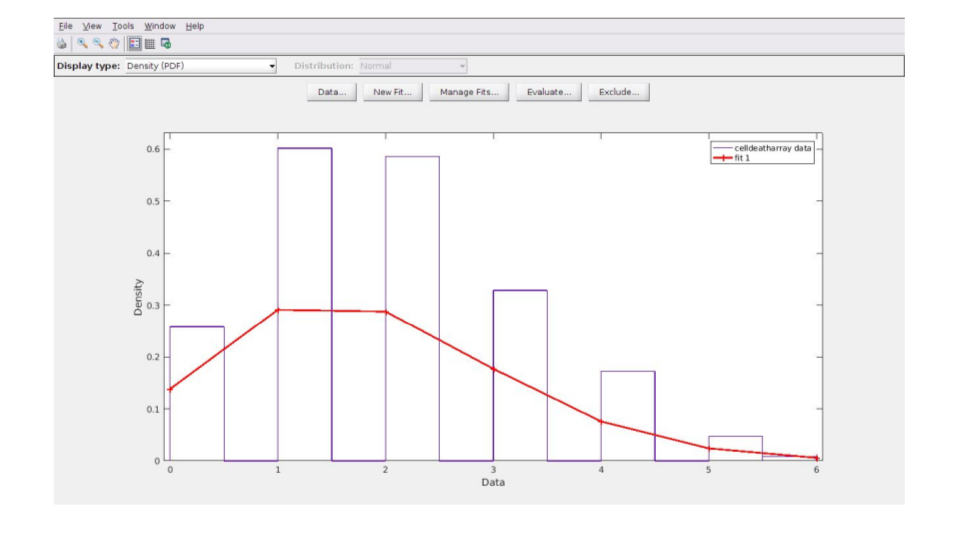 File View Tools Window Help
Display type: Density (PDF) Distribution: Normal
Data... New Fit... Manage Fits... Evaluate... Exclude...
celldeatharray data
fit 1
0.6
0.5
0.4
0.3
0.2
0.1
0
Density
0 1 2 3 4 5 6
Data